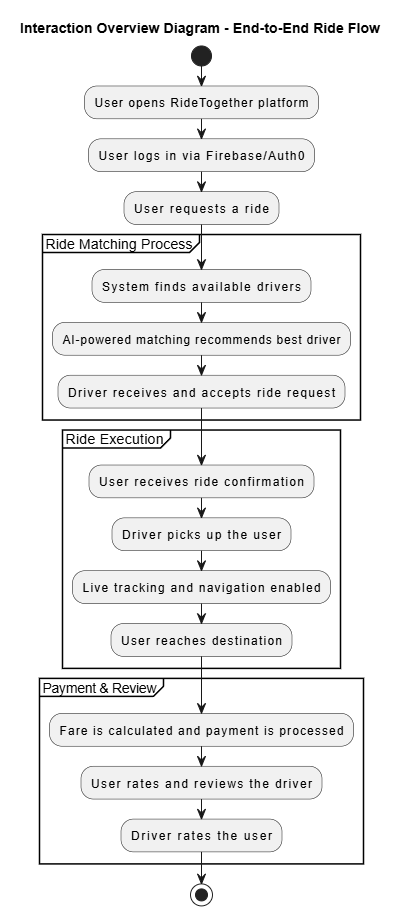 Interaction Overview Diagram - End-to-End Ride Flow
User opens RideTogether platform
User logs in via Firebase/Auth0
User requests a ride
Ride Matching Process
System finds available drivers
AI-powered matching recommends best driver
Driver receives and accepts ride request
Ride Execution
User receives ride confirmation
Driver picks up the user
Live tracking and navigation enabled
User reaches destination
Payment & Review
Fare is calculated and payment is processed
User rates and reviews the driver
Driver rates the user